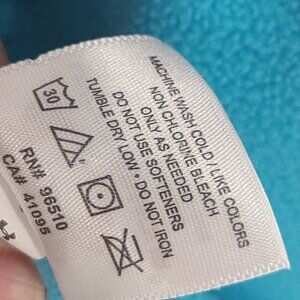 MACHINE WASH COLD / LIKE COLORS
NON CHLORINE BLEACH
ONLY AS NEEDED
DO NOT USE SOFTENERS
TUMBLE DRY LOW • DO NOT IRON
30
RN# 96510
CA# 41095